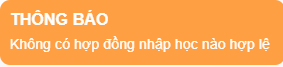 THÔNG BÁO
Không có hợp đồng nhập học nào hợp lệ